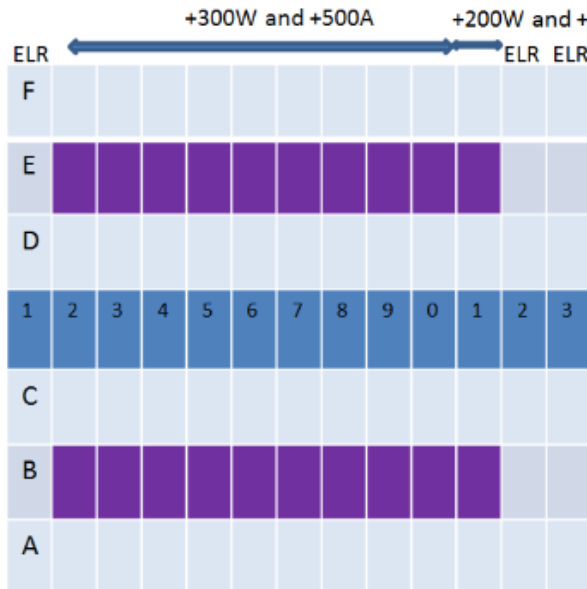 +300W and +500A +200W and +
ELR ELR ELR
F
E
D
1 2 3 4 5 6 7 8 9 0 1 2 3
C
B
A